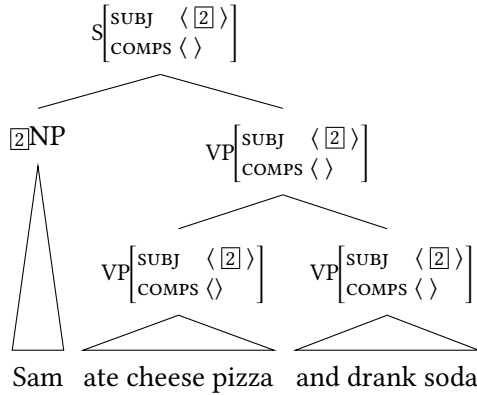 S[SUBJ ⟨ 2 ⟩
COMPS ⟨ ⟩]
2NP VP[SUBJ ⟨ 2 ⟩
COMPS ⟨ ⟩]
VP[SUBJ ⟨ 2 ⟩ VP[SUBJ ⟨ 2 ⟩
COMPS ⟨⟩] COMPS ⟨ ⟩]
Sam ate cheese pizza and drank soda